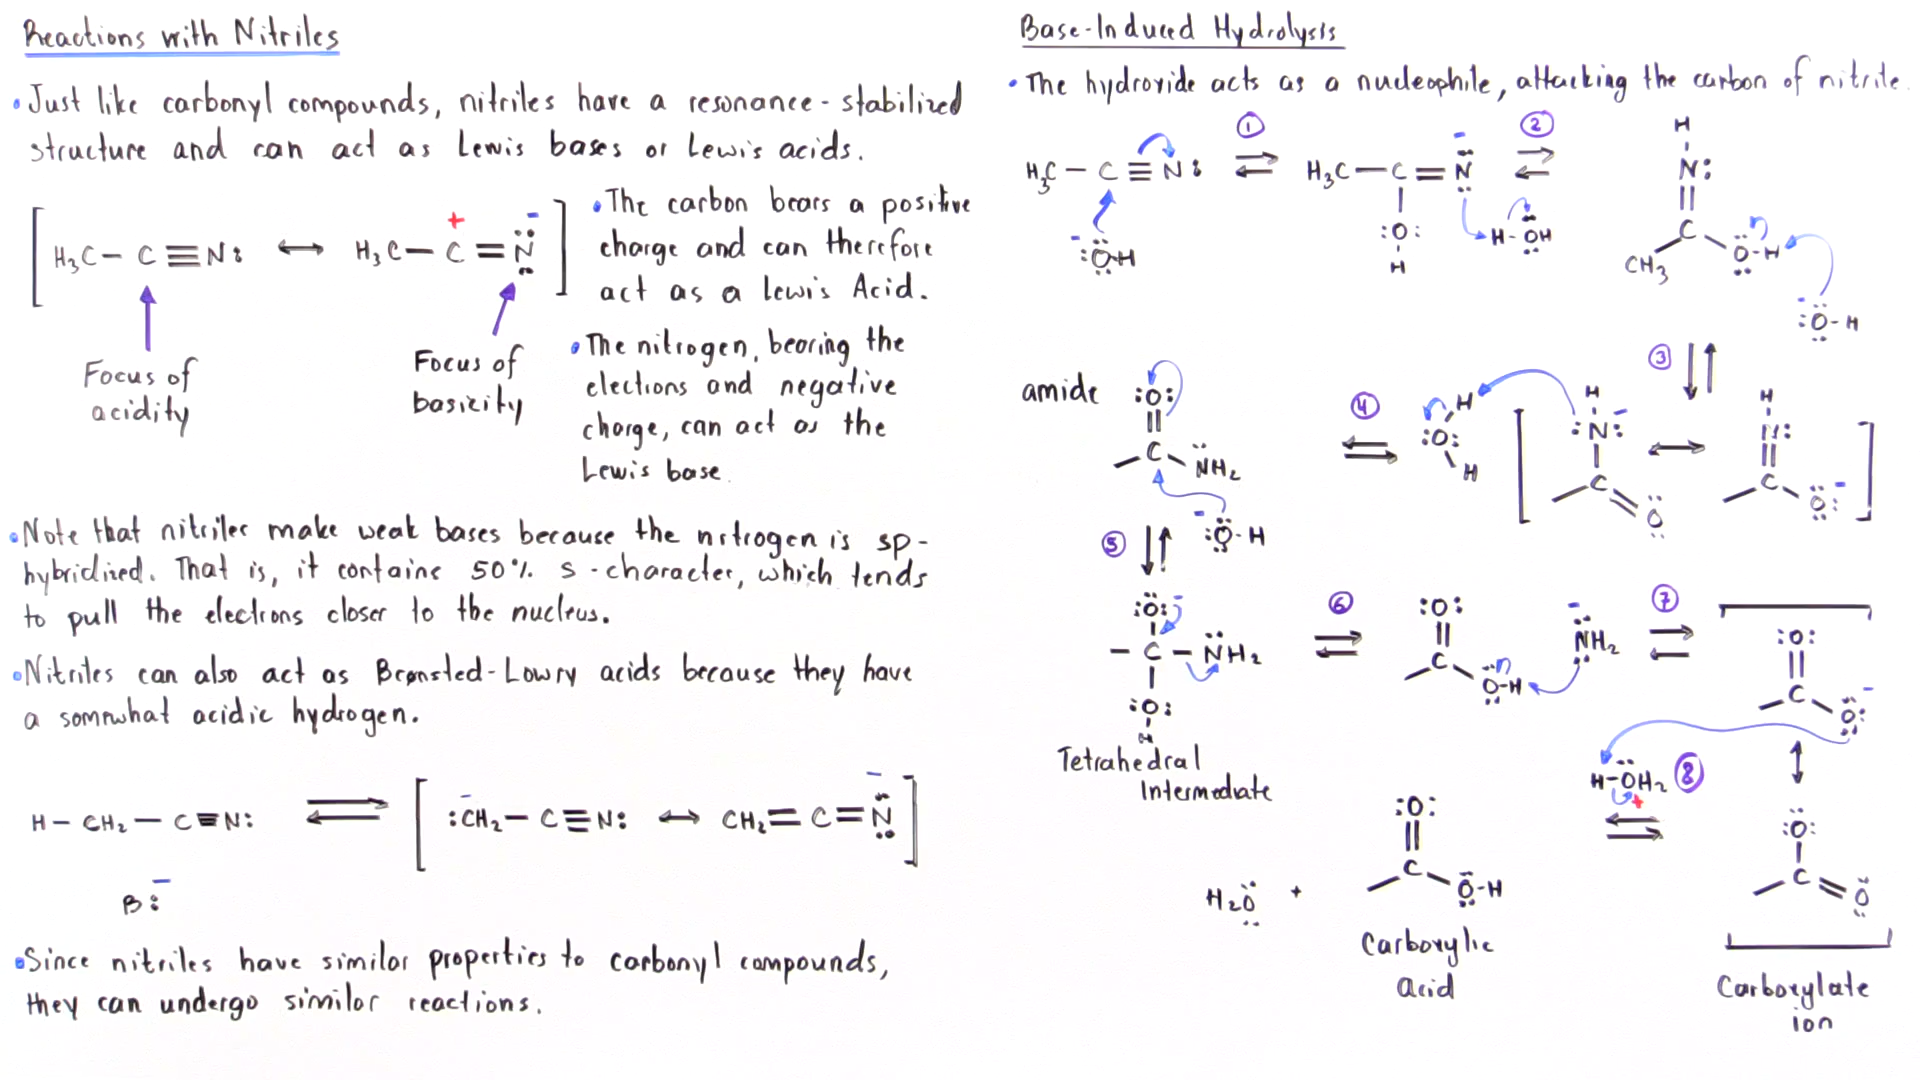 Reactions with Nitriles
• Just like carbonyl compounds, nitriles have a resonance-stabilized
structure and can act as Lewis bases or Lewis acids.
[ H₃C — C ≡ N: ↔ H₃C — C = N: ]
+
−
Focus of
acidity
Focus of
basicity
• The carbon bears a positive
charge and can therefore
act as a Lewis Acid.
• The nitrogen, bearing the
electrons and negative
charge, can act as the
Lewis base.
• Note that nitriles make weak bases because the nitrogen is sp-
hybridized. That is, it contains 50% s-character, which tends
to pull the electrons closer to the nucleus.
• Nitriles can also act as Brønsted-Lowry acids because they have
a somwhat acidic hydrogen.
H — CH₂ — C ≡ N: ⇌ [ :CH₂ — C ≡ N: ↔ CH₂ = C = N: ]
B:−
• Since nitriles have similar properties to carbonyl compounds,
they can undergo similar reactions.
Base-Induced Hydrolysis
• The hydroxide acts as a nucleophile, attacking the carbon of nitrile.
H₃C — C ≡ N: ① H₃C — C = N ② H
N:
C
− :OH
:O:
H
H-OH
CH₃
O-H
− :O-H
③
amide
:O:
C
NH₂
④
H
:O:
H
H
:N: −
C
O
H
N:
C
O: −
− :O-H
⑤
:O: −
— C — NH₂
:O:
H
Tetrahedral
Intermediate
⑥
:O:
C
O-H
NH₂ −
⑦
:O:
C
O: −
H-OH₂
+
⑧
:O:
C
O
Carboxylate
ion
H₂O + 
:O:
C
O-H
Carboxylic
acid